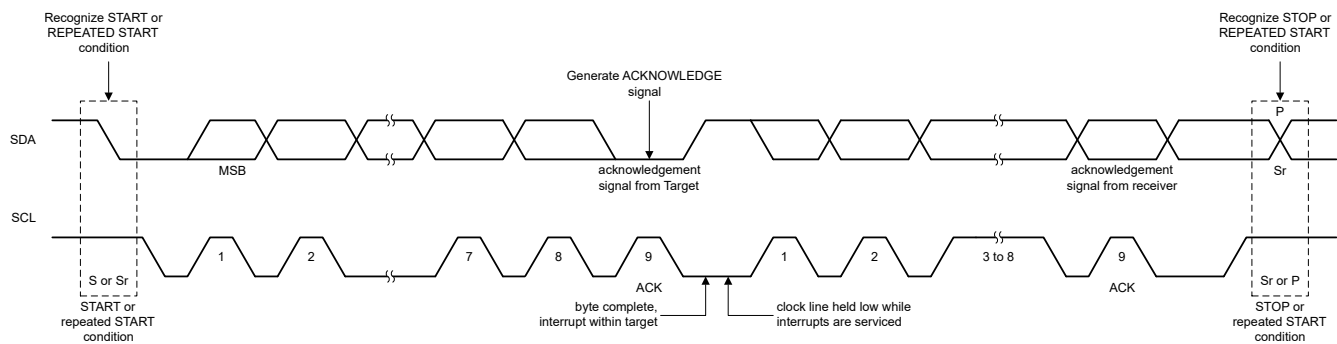 Recognize START or
REPEATED START
condition
Recognize STOP or
REPEATED START
condition
Generate ACKNOWLEDGE
signal
P
SDA
MSB
acknowledgement
signal from Target
acknowledgement
signal from receiver
Sr
SCL
1
2
7
8
9
1
2
3 to 8
9
S or Sr
ACK
ACK
Sr or P
START or
repeated START
condition
byte complete,
interrupt within target
clock line held low while
interrupts are serviced
STOP or
repeated START
condition